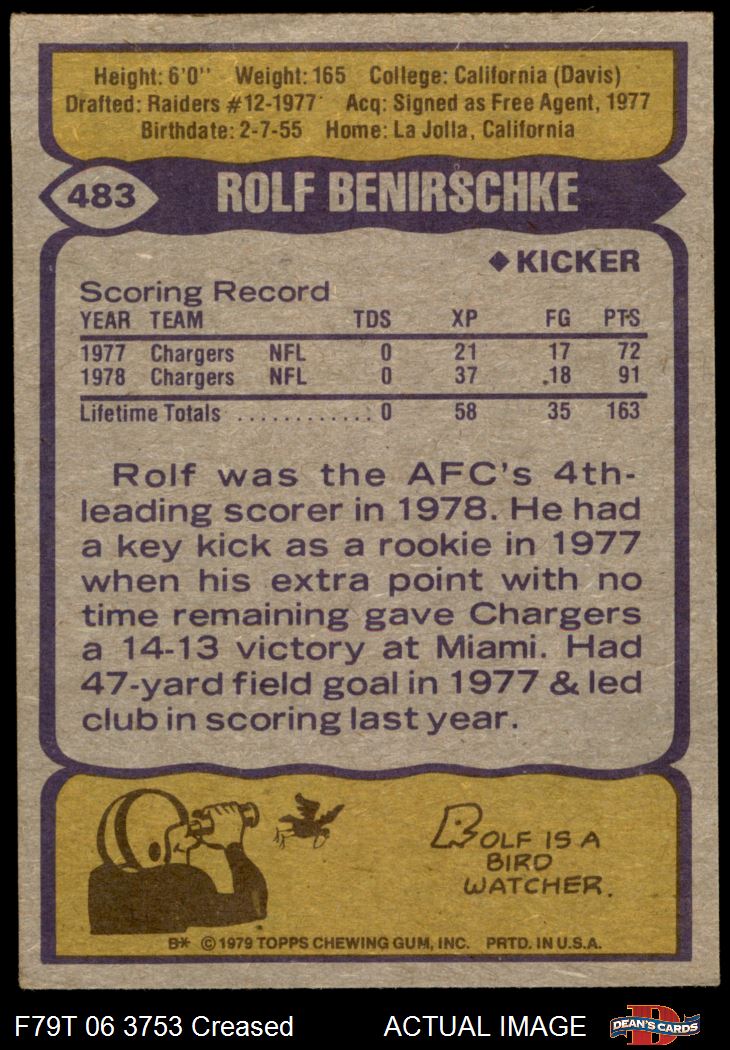 Height: 6'0" Weight: 165 College: California (Davis)
Drafted: Raiders #12-1977 Acq: Signed as Free Agent, 1977
Birthdate: 2-7-55 Home: La Jolla, California
483 ROLF BENIRSCHKE
KICKER
Scoring Record
YEAR TEAM TDS XP FG PTS
1977 Chargers NFL 0 21 17 72
1978 Chargers NFL 0 37 18 91
Lifetime Totals ............ 0 58 35 163
Rolf was the AFC's 4th-
leading scorer in 1978. He had
a key kick as a rookie in 1977
when his extra point with no
time remaining gave Chargers
a 14-13 victory at Miami. Had
47-yard field goal in 1977 & led
club in scoring last year.
ROLF IS A
BIRD
WATCHER.
B* © 1979 TOPPS CHEWING GUM, INC. PRTD. IN U.S.A.
F79T 06 3753 Creased ACTUAL IMAGE DEAN'S CARDS